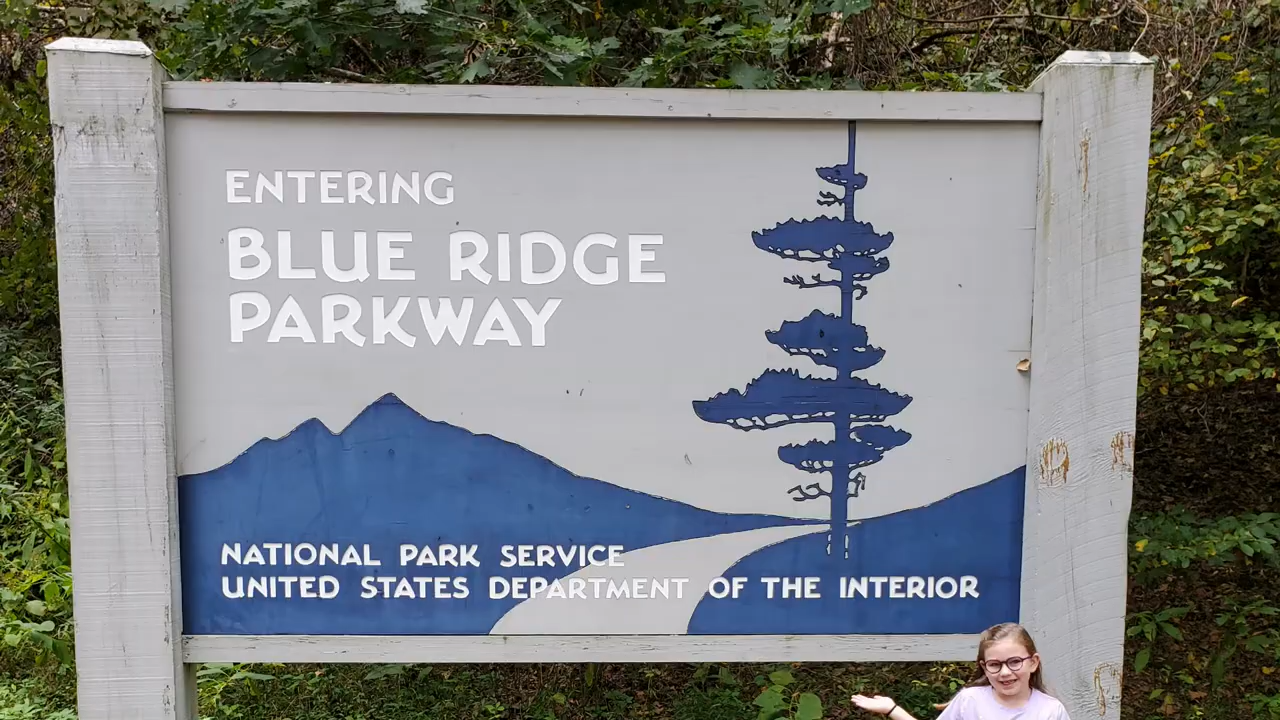 ENTERING
BLUE RIDGE
PARKWAY
NATIONAL PARK SERVICE
UNITED STATES DEPARTMENT OF THE INTERIOR